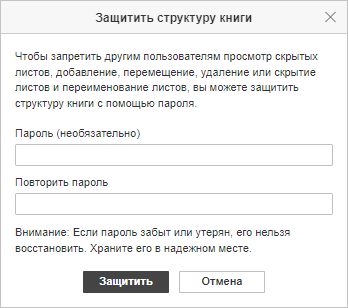 Защитить структуру книги
Чтобы запретить другим пользователям просмотр скрытых
листов, добавление, перемещение, удаление или скрытие
листов и переименование листов, вы можете защитить
структуру книги с помощью пароля.
Пароль (необязательно)
Повторить пароль
Внимание: Если пароль забыт или утерян, его нельзя
восстановить. Храните его в надежном месте.
Защитить Отмена